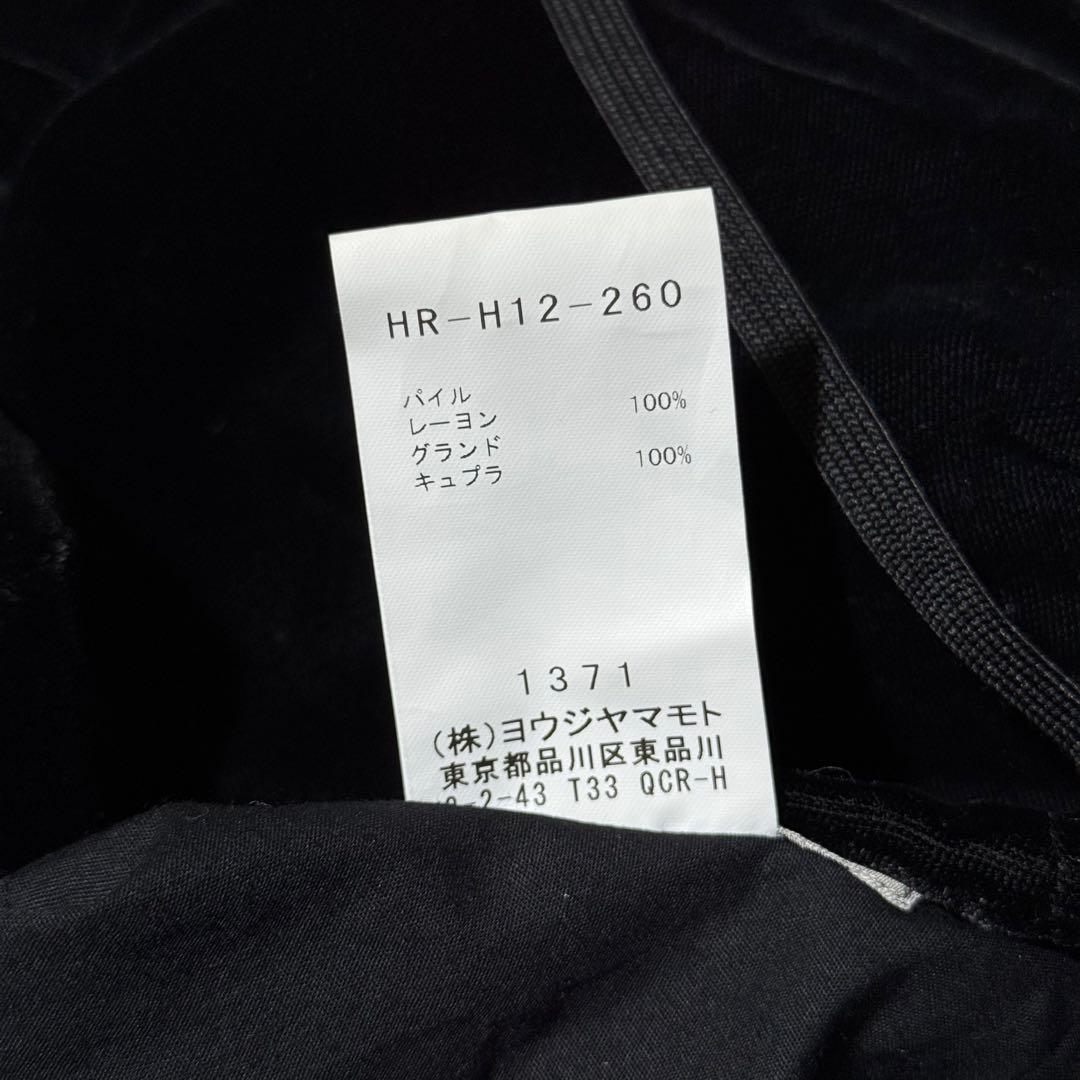 HR-H12-260
パイル
レーヨン 100%
グランド
キュプラ 100%
1371
(株)ヨウジヤマモト
東京都品川区東品川
-2-43 T33 QCR-H